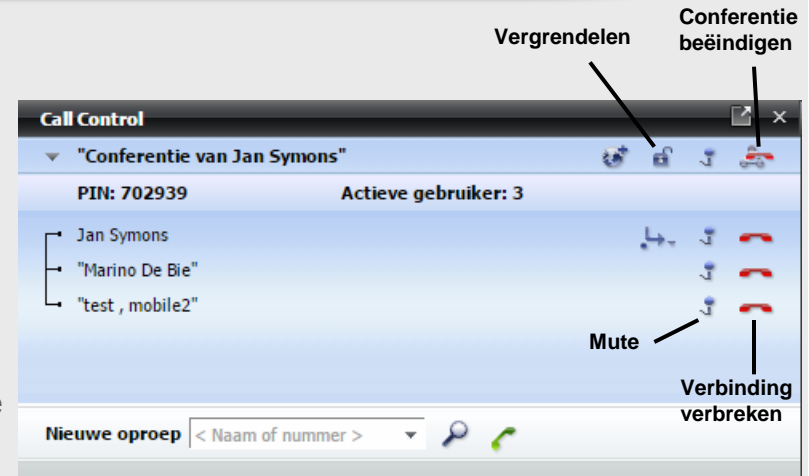 Conferentie
beëindigen
Vergrendelen
Call Control
"Conferentie van Jan Symons"
PIN: 702939 Actieve gebruiker: 3
Jan Symons
"Marino De Bie"
"test , mobile2"
Mute
Verbinding
verbreken
e
Nieuwe oproep < Naam of nummer >